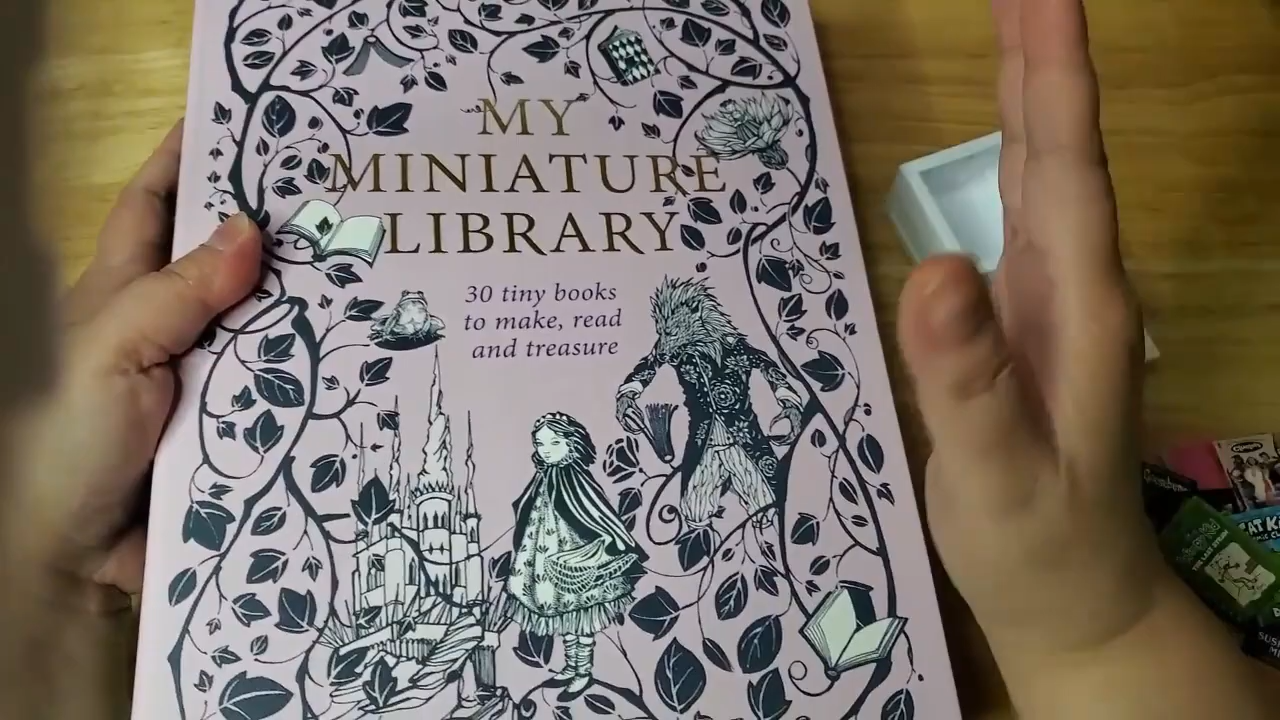 MY
MINIATURE
LIBRARY
30 tiny books
to make, read
and treasure